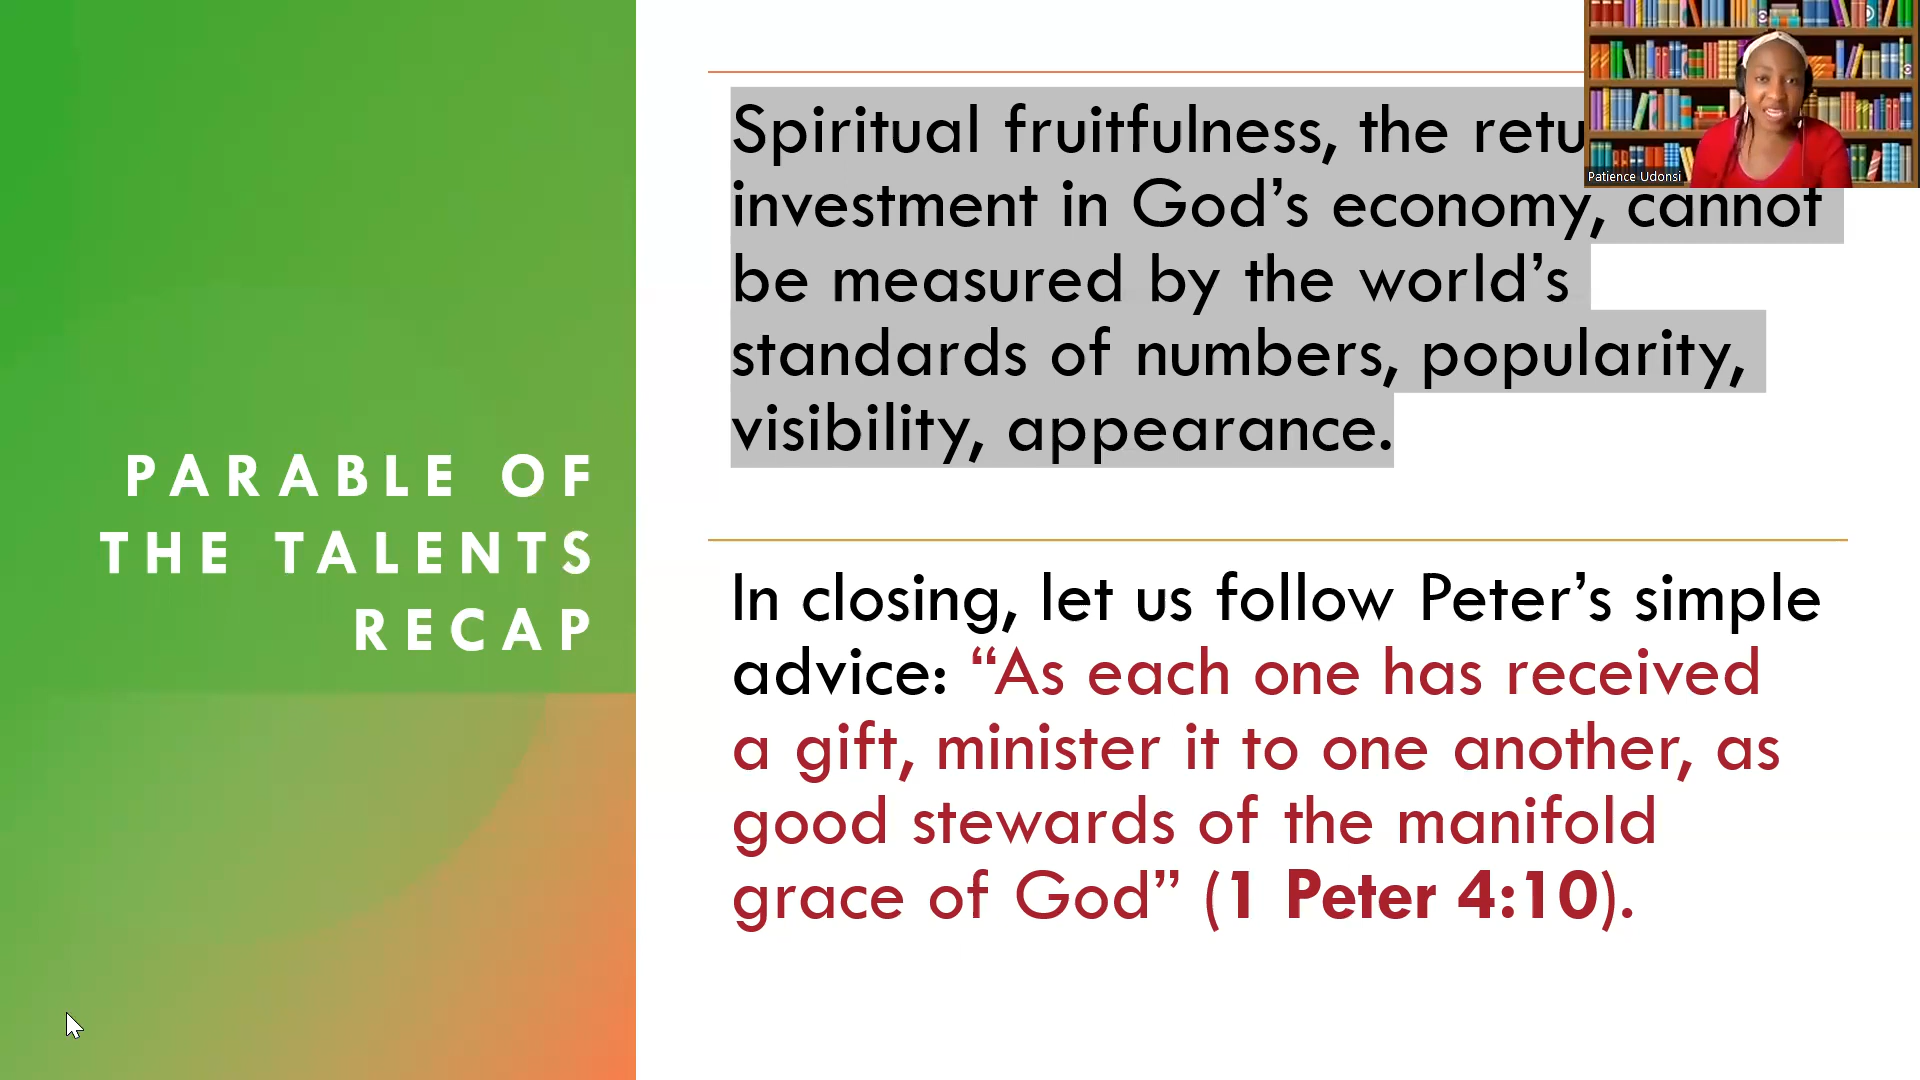 PARABLE OF
THE TALENTS
RECAP
Spiritual fruitfulness, the
investment in God’s economy, cannot
be measured by the world’s
standards of numbers, popularity,
visibility, appearance.
In closing, let us follow Peter’s simple
advice: “As each one has received
a gift, minister it to one another, as
good stewards of the manifold
grace of God” (1 Peter 4:10).
Patience Udonsi